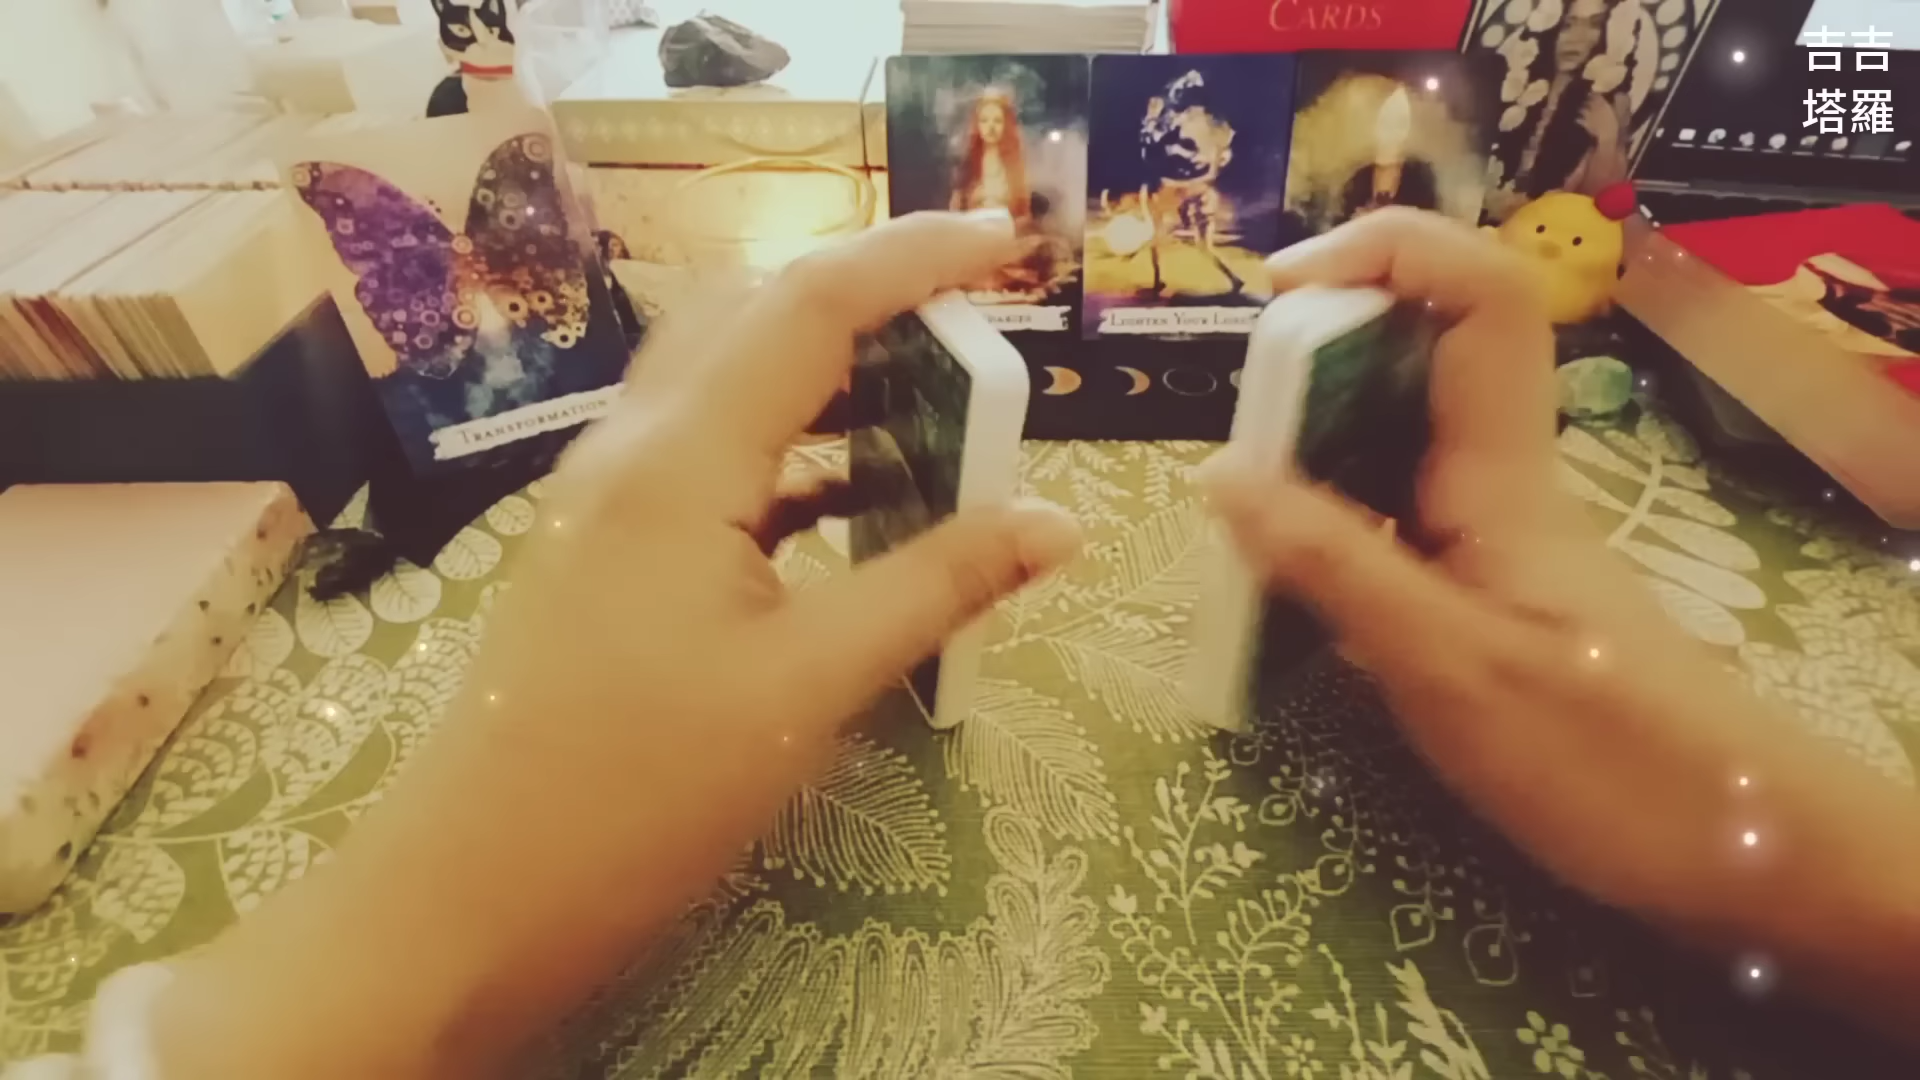 CARDS
吉吉
塔羅
LIGHTEN YOUR LOAD
TRANSFORMATION